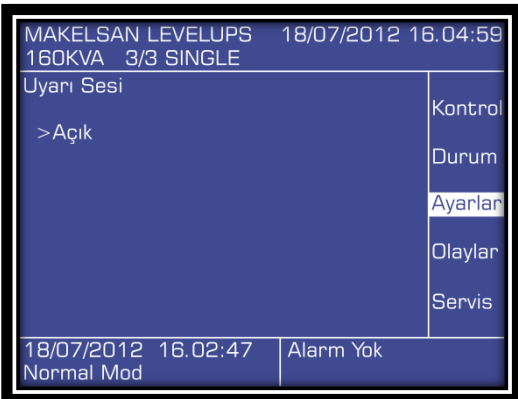 MAKELSAN LEVELUPS 18/07/2012 16.04:59
160KVA 3/3 SINGLE
Uyarı Sesi
>Açık
Kontrol
Durum
Ayarlar
Olaylar
Servis
18/07/2012 16.02:47
Normal Mod
Alarm Yok